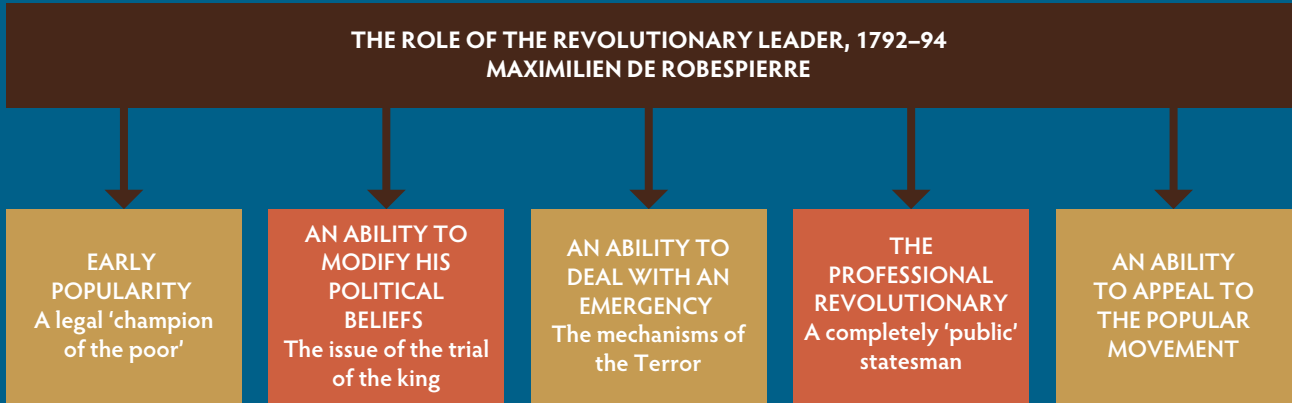 THE ROLE OF THE REVOLUTIONARY LEADER, 1792–94
MAXIMILIEN DE ROBESPIERRE
EARLY
POPULARITY
A legal ‘champion
of the poor’
AN ABILITY TO
MODIFY HIS
POLITICAL
BELIEFS
The issue of the trial
of the king
AN ABILITY TO
DEAL WITH AN
EMERGENCY
The mechanisms of
the Terror
THE
PROFESSIONAL
REVOLUTIONARY
A completely ‘public’
statesman
AN ABILITY
TO APPEAL TO
THE POPULAR
MOVEMENT